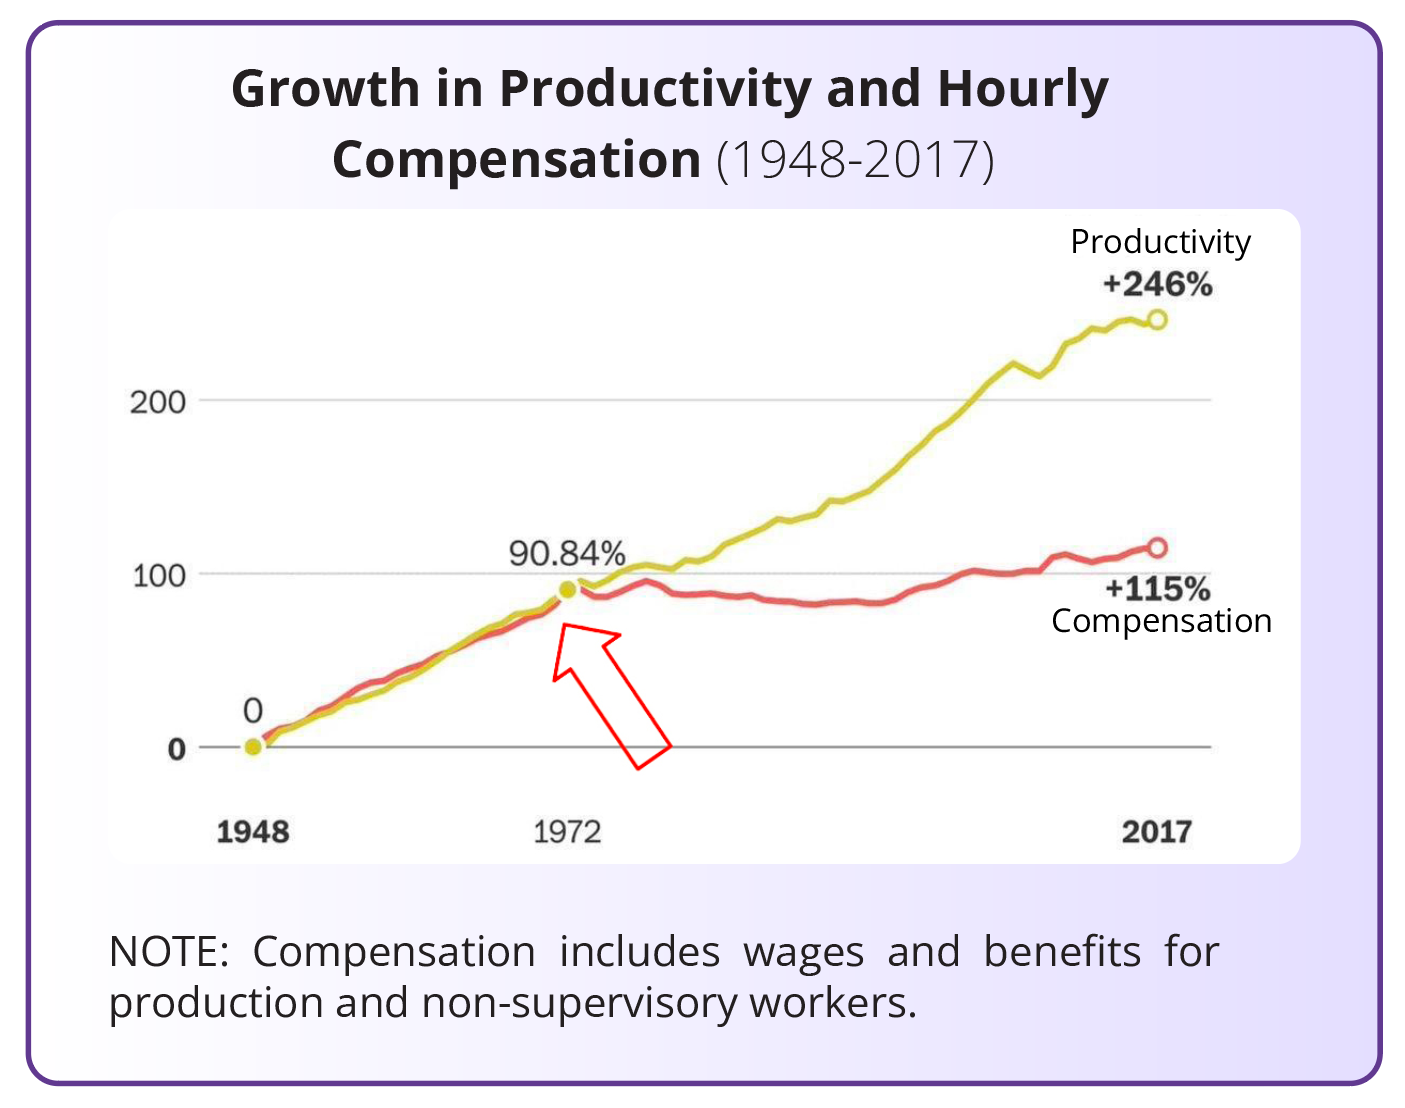 Growth in Productivity and Hourly
Compensation (1948-2017)
Productivity
+246%
200
90.84%
100
+115%
Compensation
0
0
1948 1972 2017
NOTE: Compensation includes wages and benefits for
production and non-supervisory workers.